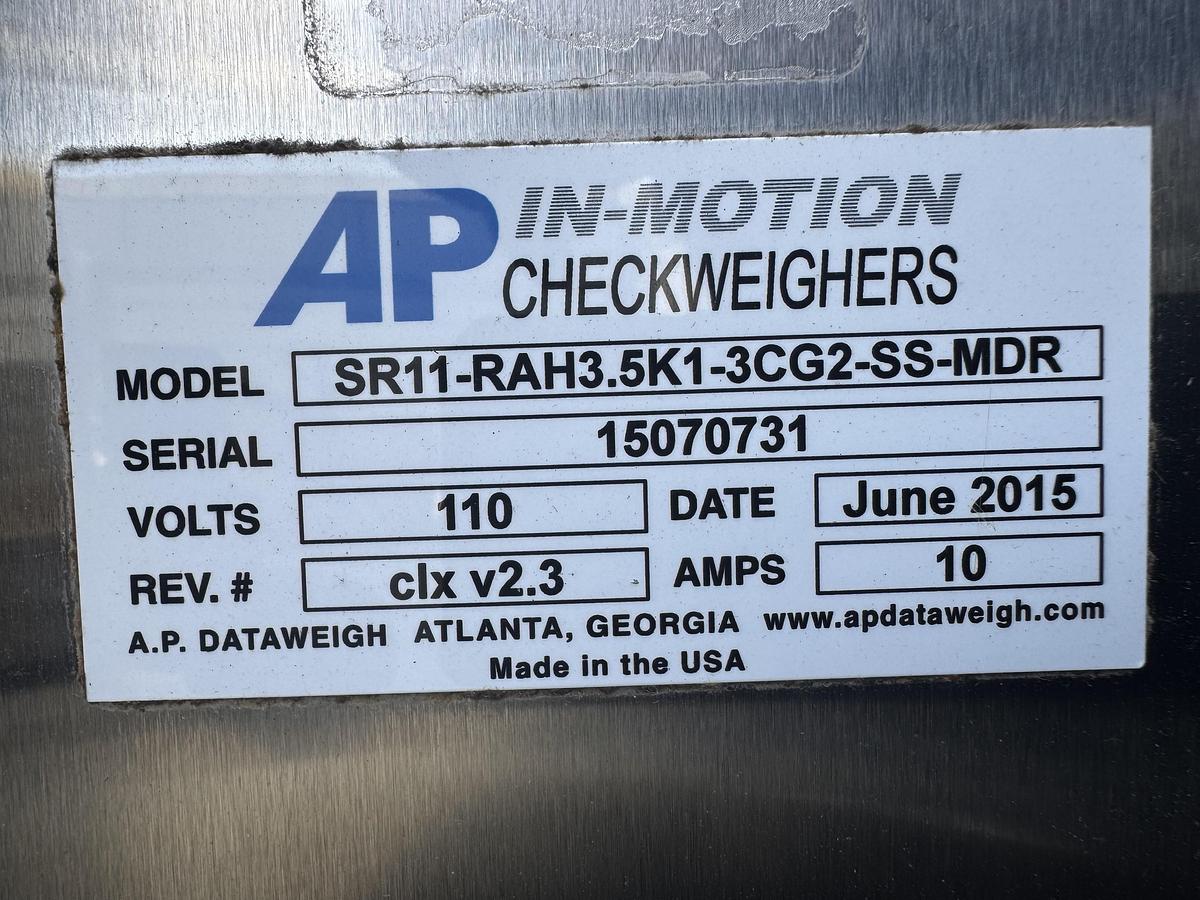 AP IN-MOTION
CHECKWEIGHERS
MODEL SR11-RAH3.5K1-3CG2-SS-MDR
SERIAL 15070731
VOLTS 110 DATE June 2015
REV. # clx v2.3 AMPS 10
A.P. DATAWEIGH ATLANTA, GEORGIA www.apdataweigh.com
Made in the USA